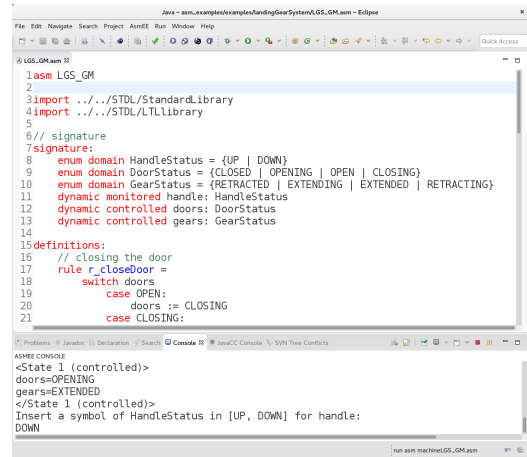 Java – asm_examples/examples/landingGearSystem/LGS_GM.asm – Eclipse
File Edit Navigate Search Project AsmEE Run Window Help
Quick Access
LGS_GM.asm
1 asm LGS_GM
2
3 import ../../STDL/StandardLibrary
4 import ../../STDL/LTLlibrary
5
6 // signature
7 signature:
8 enum domain HandleStatus = {UP | DOWN}
9 enum domain DoorStatus = {CLOSED | OPENING | OPEN | CLOSING}
10 enum domain GearStatus = {RETRACTED | EXTENDING | EXTENDED | RETRACTING}
11 dynamic monitored handle: HandleStatus
12 dynamic controlled doors: DoorStatus
13 dynamic controlled gears: GearStatus
14
15 definitions:
16 // closing the door
17 rule r_closeDoor =
18 switch doors
19 case OPEN:
20 doors := CLOSING
21 case CLOSING:
Problems Javadoc Declaration Search Console JavaCC Console SVN Tree Conflicts
ASMEE CONSOLE
<State 1 (controlled)>
doors=OPENING
gears=EXTENDED
</State 1 (controlled)>
Insert a symbol of HandleStatus in [UP, DOWN] for handle:
DOWN
run asm machineLGS_GM.asm